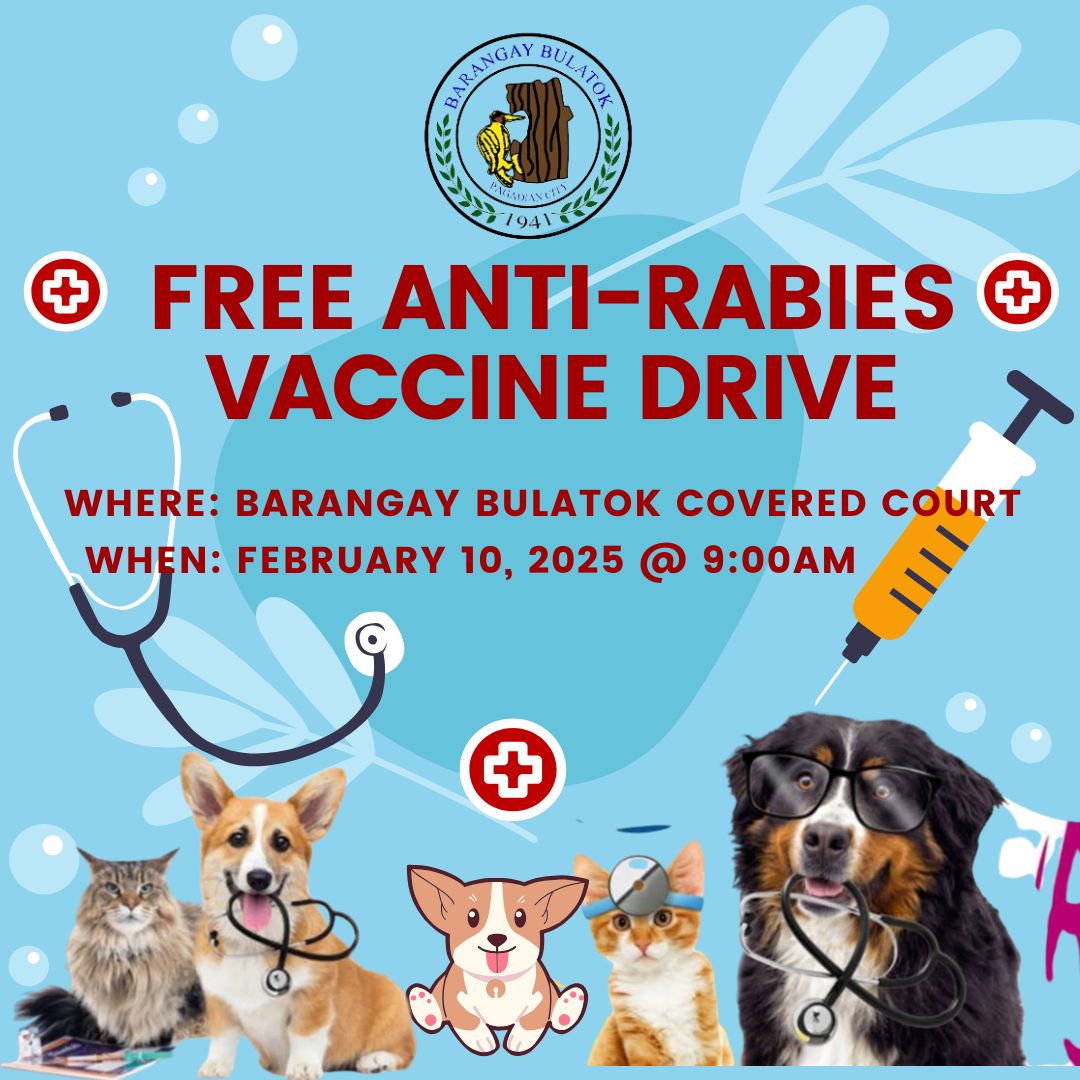 BARANGAY BULATOK
PAGADIAN CITY
1941
FREE ANTI-RABIES
VACCINE DRIVE
WHERE: BARANGAY BULATOK COVERED COURT
WHEN: FEBRUARY 10, 2025 @ 9:00AM